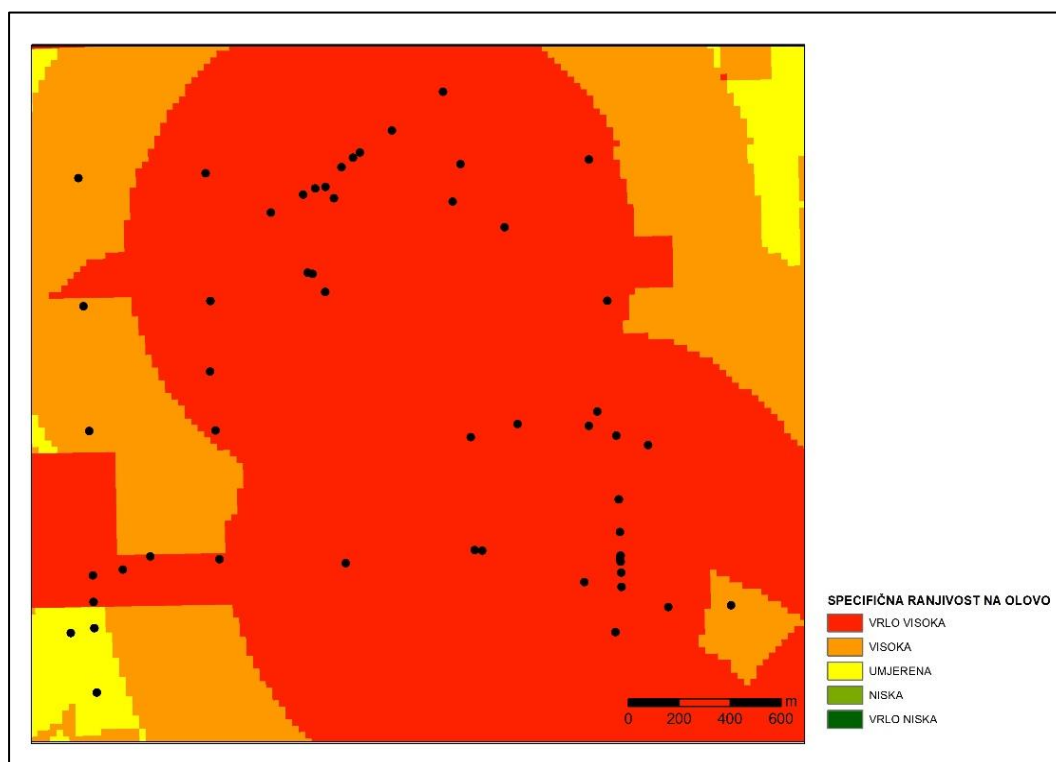 SPECIFIČNA RANJIVOST NA OLOVO
VRLO VISOKA
VISOKA
UMJERENA
NISKA
VRLO NISKA
m
0 200 400 600